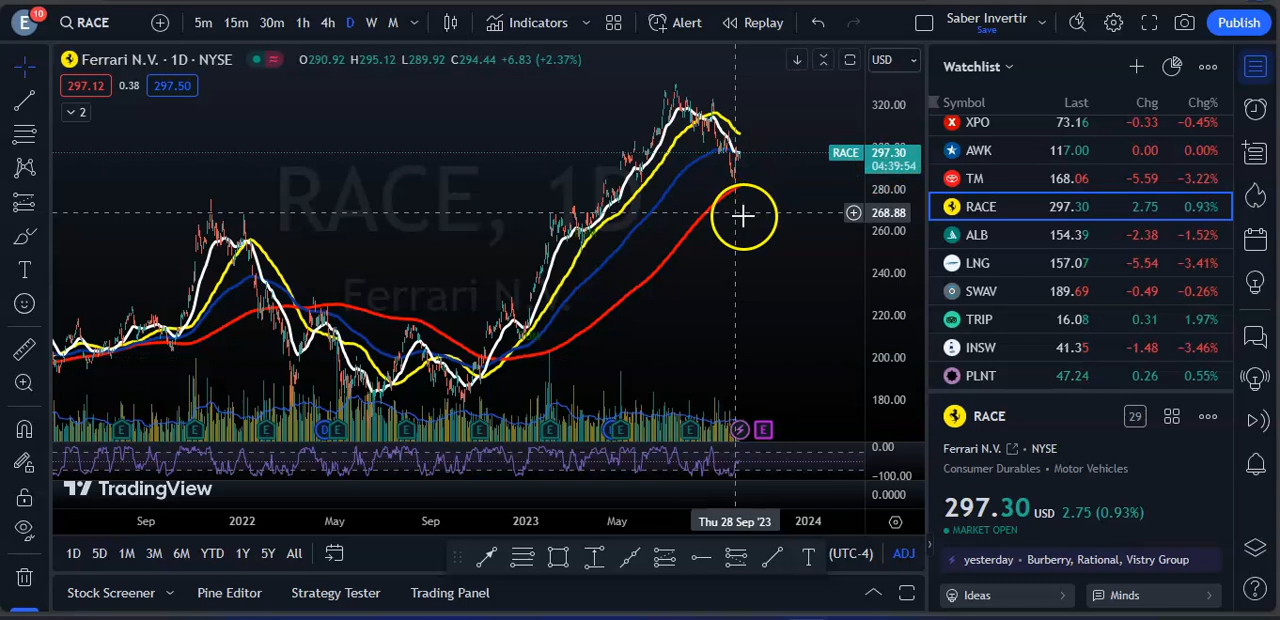 E 10 RACE 5m 15m 30m 1h 4h D W M Indicators Alert Replay Saber Invertir Save Publish
Ferrari N.V. · 1D · NYSE O290.92 H295.12 L289.92 C294.44 +6.83 (+2.37%) USD
297.12 0.38 297.50
2
RACE, 1D
Ferrari N.V.
320.00
RACE 297.30
04:39:54
280.00
268.88
260.00
240.00
220.00
200.00
180.00
E E E D E E E E E E E
0.00
−100.00
0.0000
TradingView
Sep 2022 May Sep 2023 May Thu 28 Sep '23 2024
1D 5D 1M 3M 6M YTD 1Y 5Y All T (UTC-4) ADJ
Stock Screener Pine Editor Strategy Tester Trading Panel
Watchlist
Symbol Last Chg Chg%
XPO 73.16 −0.33 −0.45%
AWK 117.00 0.00 0.00%
TM 168.06 −5.59 −3.22%
RACE 297.30 2.75 0.93%
ALB 154.39 −2.38 −1.52%
LNG 157.07 −5.54 −3.41%
SWAV 189.69 −0.49 −0.26%
TRIP 16.08 0.31 1.97%
INSW 41.35 −1.48 −3.46%
PLNT 47.24 0.26 0.55%
RACE 29
Ferrari N.V. · NYSE
Consumer Durables · Motor Vehicles
297.30 USD 2.75 (0.93%)
MARKET OPEN
yesterday · Burberry, Rational, Vistry Group
Ideas Minds